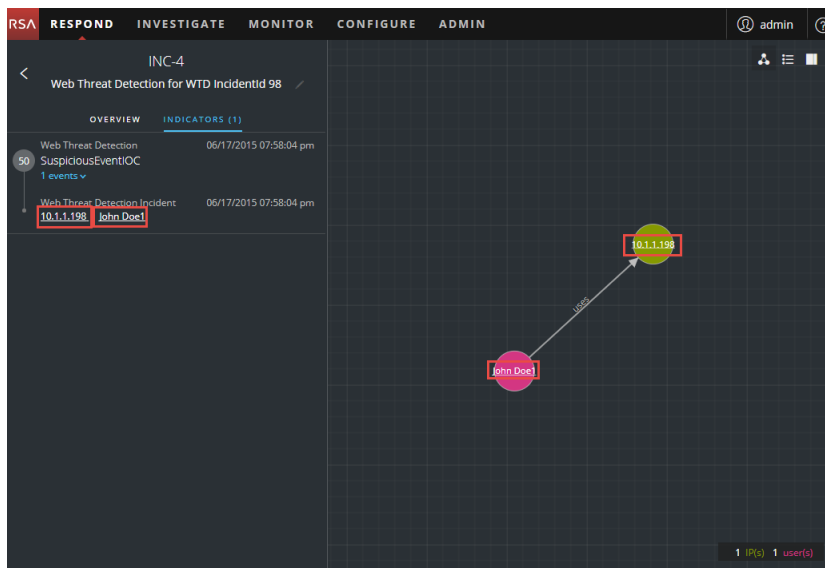 RSA RESPOND INVESTIGATE MONITOR CONFIGURE ADMIN admin ?
INC-4
Web Threat Detection for WTD IncidentId 98
OVERVIEW INDICATORS (1)
Web Threat Detection 06/17/2015 07:58:04 pm
50 SuspiciousEventIOC
1 events
Web Threat Detection Incident 06/17/2015 07:58:04 pm
10.1.1.198 John Doe1
10.1.1.198
uses
John Doe1
1 IP(s) 1 user(s)